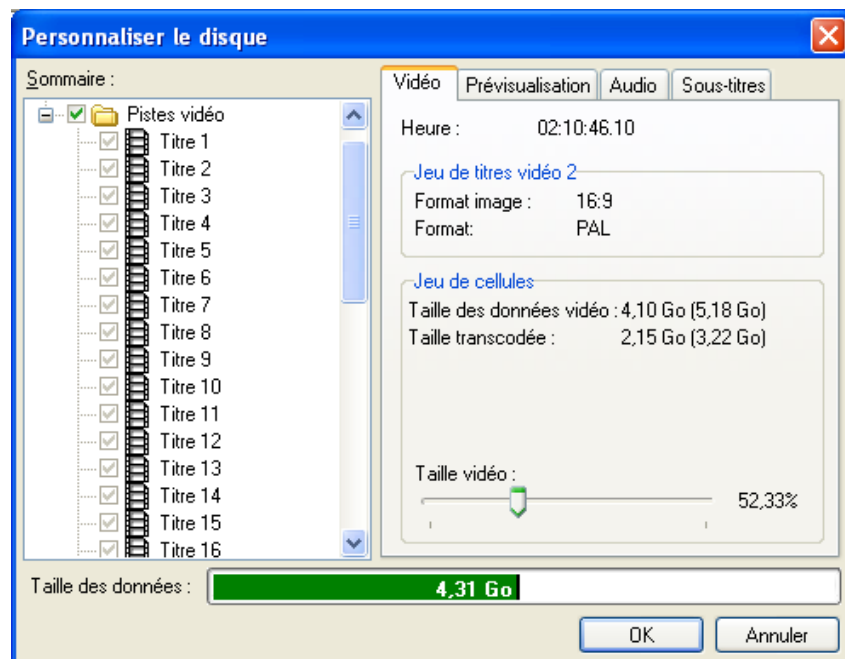 Personnaliser le disque
Sommaire :
Pistes vidéo
Titre 1
Titre 2
Titre 3
Titre 4
Titre 5
Titre 6
Titre 7
Titre 8
Titre 9
Titre 10
Titre 11
Titre 12
Titre 13
Titre 14
Titre 15
Titre 16
Vidéo Prévisualisation Audio Sous-titres
Heure : 02:10:46.10
Jeu de titres vidéo 2
Format image : 16:9
Format: PAL
Jeu de cellules
Taille des données vidéo : 4,10 Go (5,18 Go)
Taille transcodée : 2,15 Go (3,22 Go)
Taille vidéo :
52,33%
Taille des données : 4,31 Go
OK Annuler